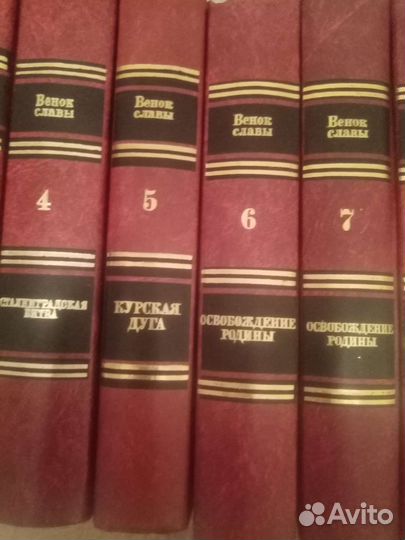 Венок
славы
4
Сталинградская
битва
Венок
славы
5
Курская
дуга
Венок
славы
6
Освобождение
Родины
Венок
славы
7
Освобождение
Родины
Avito